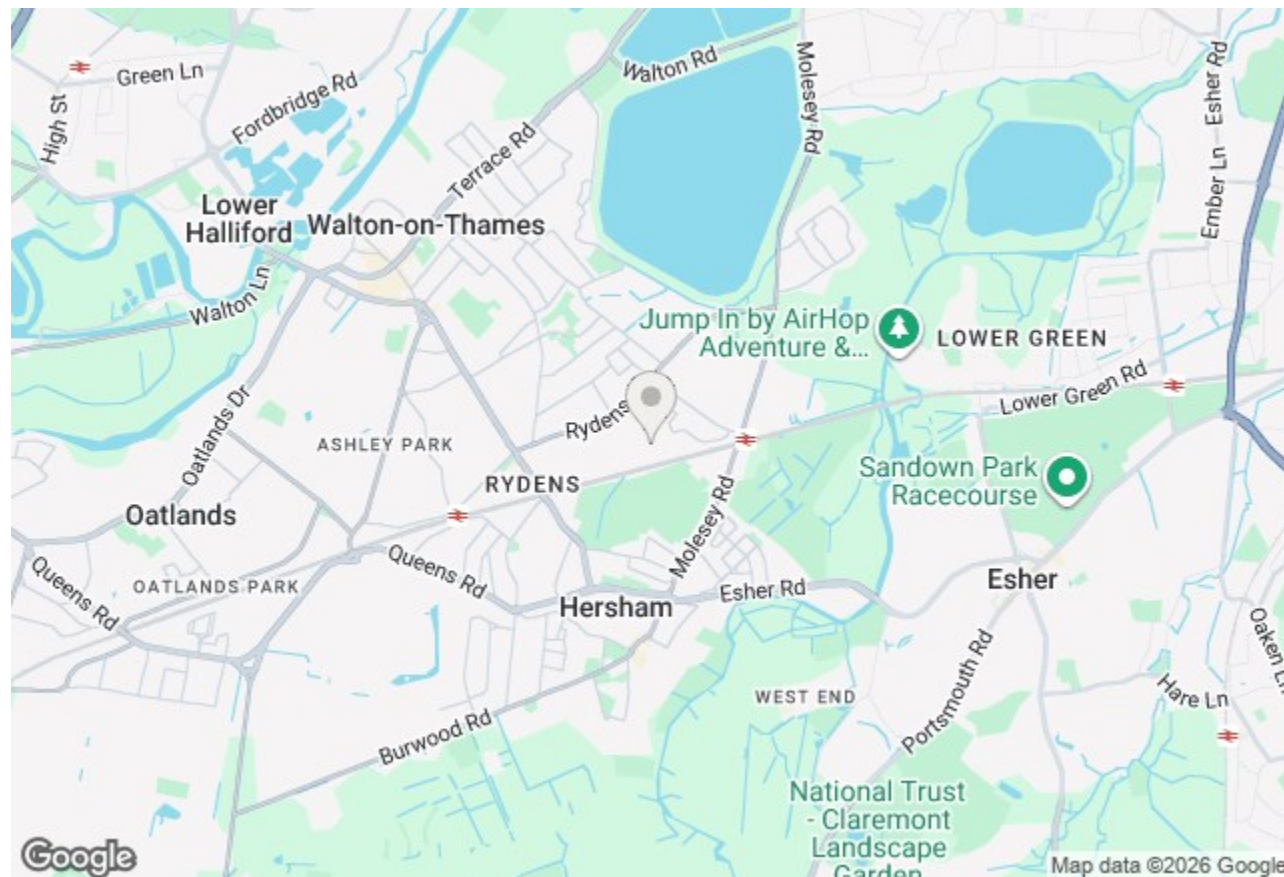 Green Ln
High St
Fordbridge Rd
Walton Rd
Molesey Rd
Esher Rd
Ember Ln
Terrace Rd
Lower
Halliford
Walton-on-Thames
Walton Ln
Jump In by AirHop
Adventure &...
LOWER GREEN
Lower Green Rd
Oatlands Dr
Rydens
ASHLEY PARK
RYDENS
Sandown Park
Racecourse
Oatlands
Molesey Rd
Queens Rd
OATLANDS PARK
Queens Rd
Hersham
Esher Rd
Esher
Oaken Ln
Portsmouth Rd
Hare Ln
WEST END
Burwood Rd
National Trust
- Claremont
Landscape
Garden
Google
Map data ©2026 Google